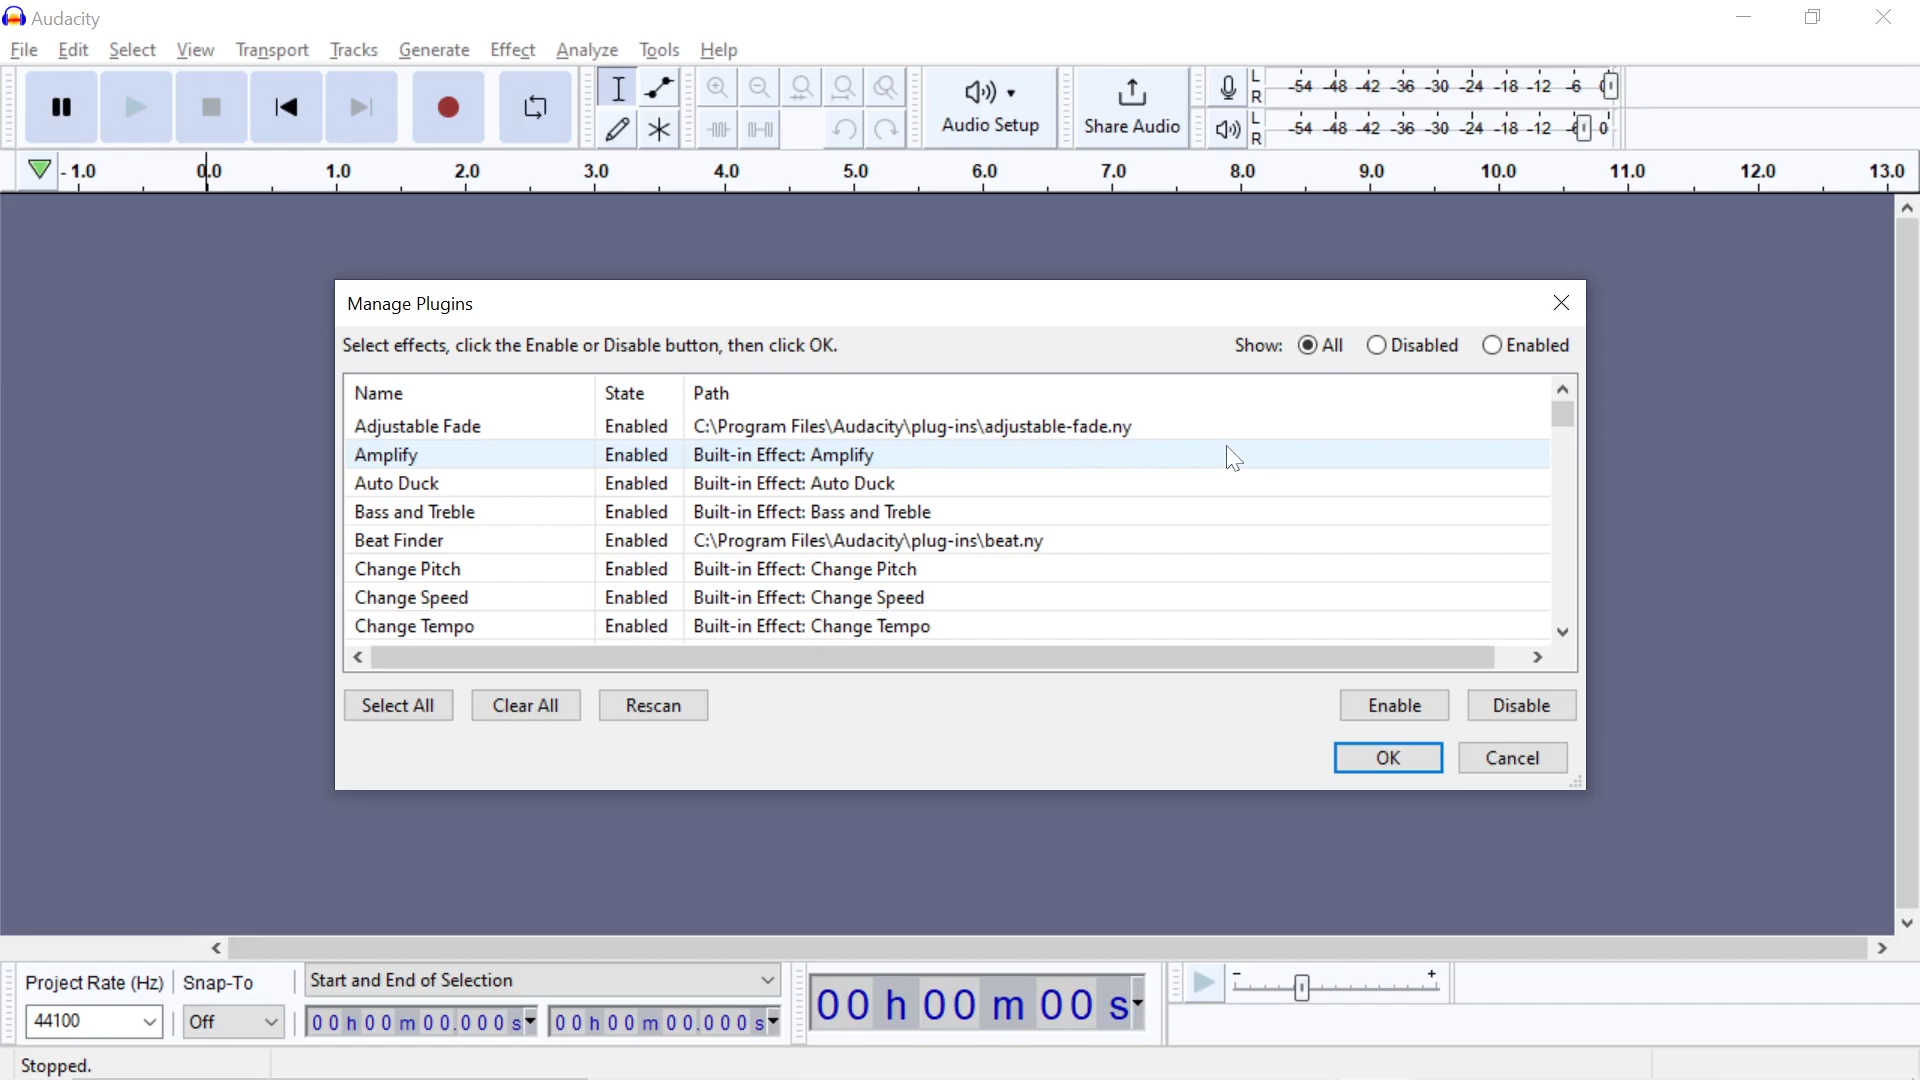 Audacity
File Edit Select View Transport Tracks Generate Effect Analyze Tools Help
Audio Setup
Share Audio
L
R
-54 -48 -42 -36 -30 -24 -18 -12 -6
L
R
-54 -48 -42 -36 -30 -24 -18 -12 0
-1.0 0.0 1.0 2.0 3.0 4.0 5.0 6.0 7.0 8.0 9.0 10.0 11.0 12.0 13.0
Manage Plugins
Select effects, click the Enable or Disable button, then click OK.
Show: All Disabled Enabled
Name State Path
Adjustable Fade Enabled C:\Program Files\Audacity\plug-ins\adjustable-fade.ny
Amplify Enabled Built-in Effect: Amplify
Auto Duck Enabled Built-in Effect: Auto Duck
Bass and Treble Enabled Built-in Effect: Bass and Treble
Beat Finder Enabled C:\Program Files\Audacity\plug-ins\beat.ny
Change Pitch Enabled Built-in Effect: Change Pitch
Change Speed Enabled Built-in Effect: Change Speed
Change Tempo Enabled Built-in Effect: Change Tempo
Select All Clear All Rescan Enable Disable
OK Cancel
Project Rate (Hz) Snap-To Start and End of Selection
44100 Off 00 h 00 m 00.000 s 00 h 00 m 00.000 s
00 h 00 m 00 s
- +
Stopped.